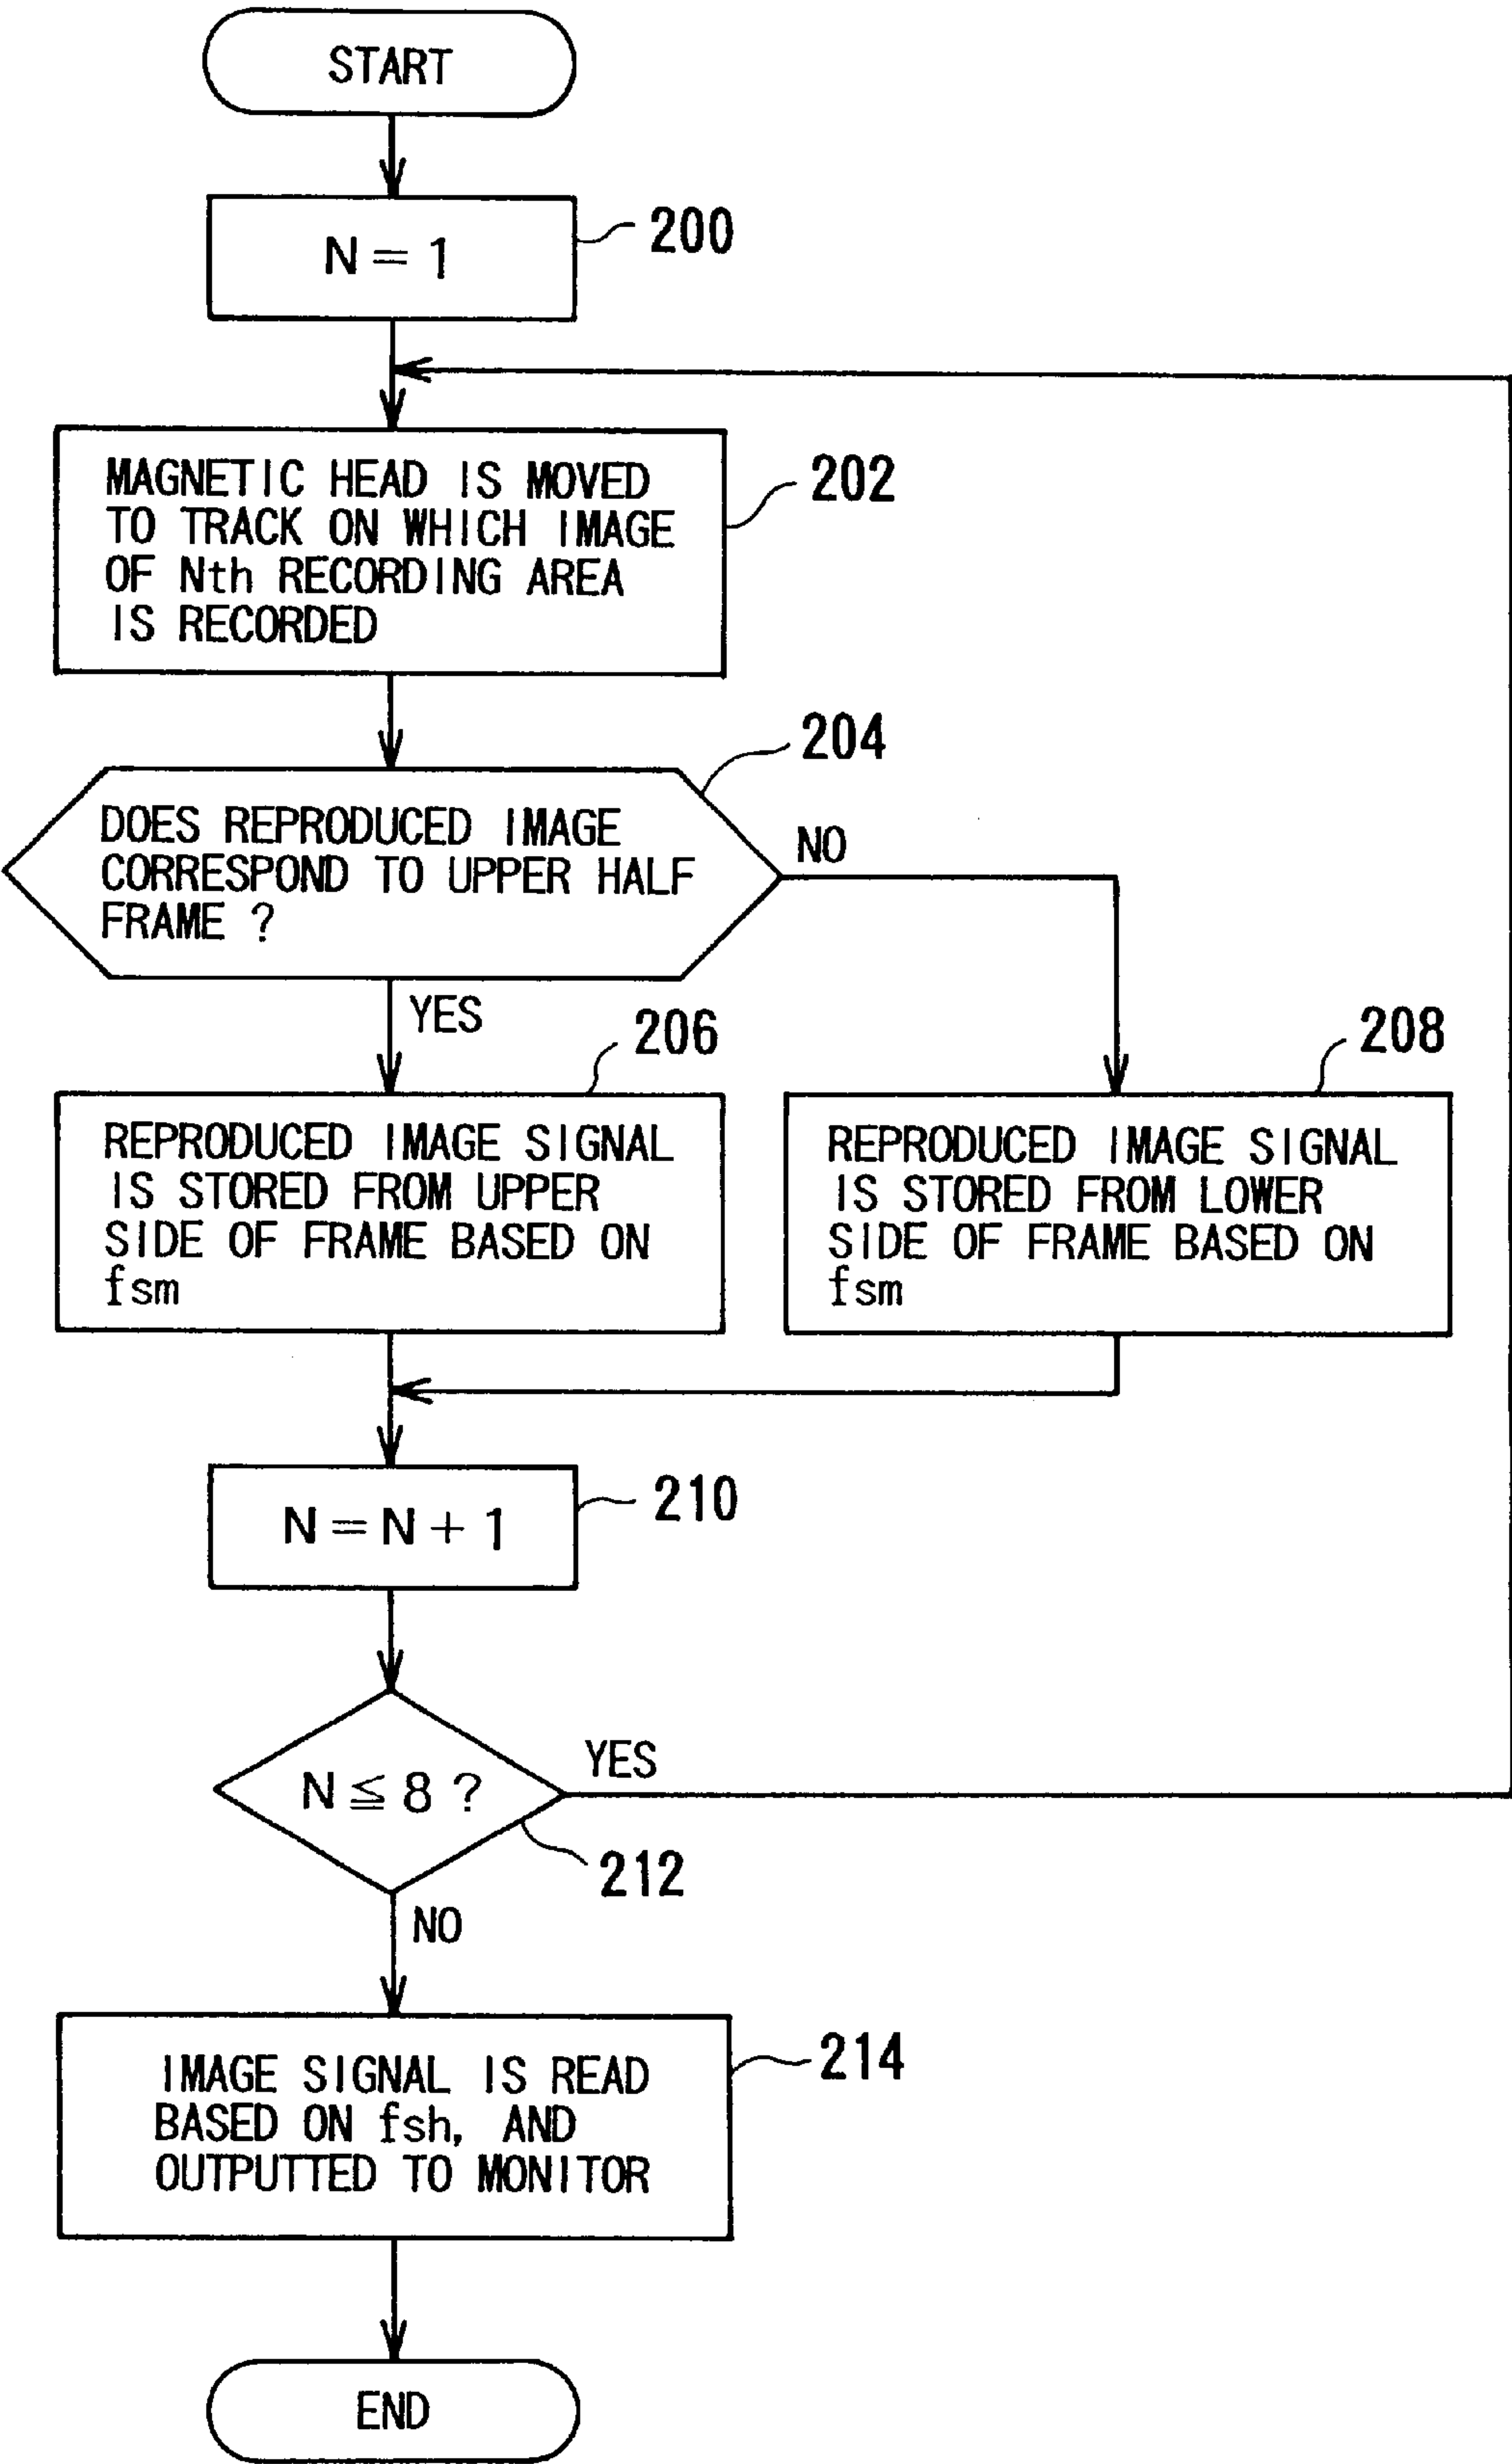 START
N = 1
200
MAGNETIC HEAD IS MOVED
TO TRACK ON WHICH IMAGE
OF Nth RECORDING AREA
IS RECORDED
202
204
DOES REPRODUCED IMAGE
CORRESPOND TO UPPER HALF
FRAME ?
NO
YES
206
208
REPRODUCED IMAGE SIGNAL
IS STORED FROM UPPER
SIDE OF FRAME BASED ON
fsm
REPRODUCED IMAGE SIGNAL
IS STORED FROM LOWER
SIDE OF FRAME BASED ON
fsm
N = N + 1
210
N ≦ 8 ?
YES
212
NO
IMAGE SIGNAL IS READ
BASED ON fsh, AND
OUTPUTTED TO MONITOR
214
END